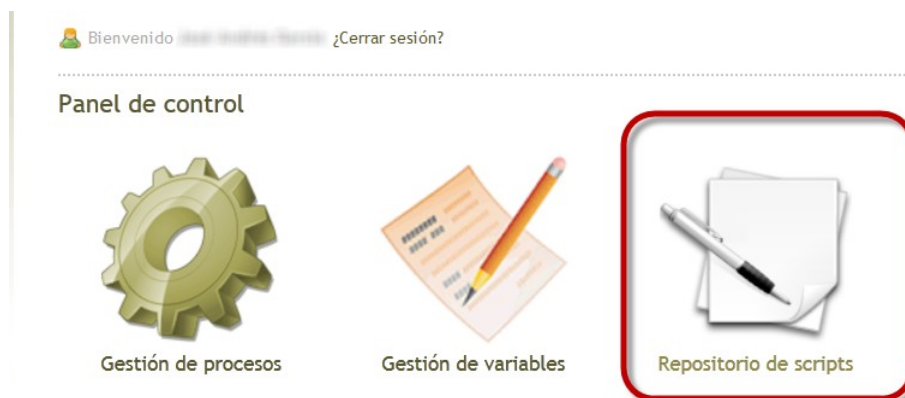 Bienvenido ¿Cerrar sesión?
Panel de control
Gestión de procesos Gestión de variables Repositorio de scripts